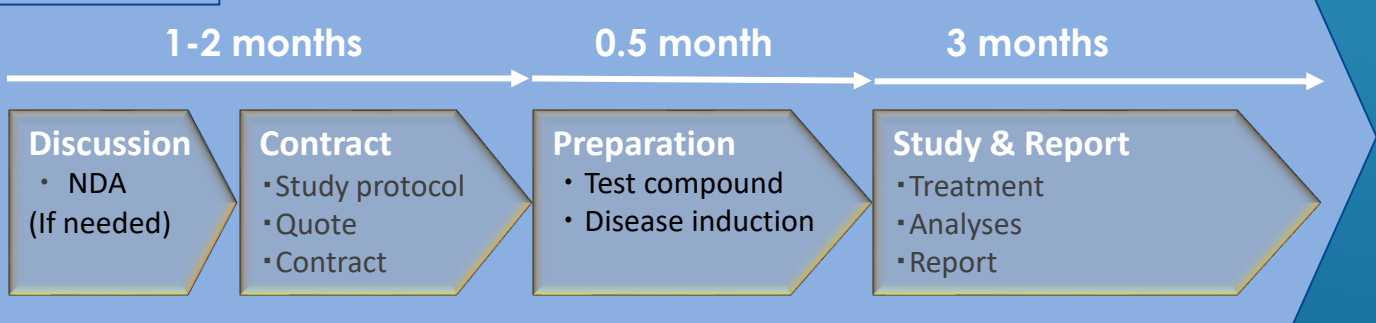 1-2 months
0.5 month
3 months
Discussion
・ NDA
(If needed)
Contract
･Study protocol
･Quote
･Contract
Preparation
・Test compound
・Disease induction
Study & Report
･Treatment
･Analyses
･Report